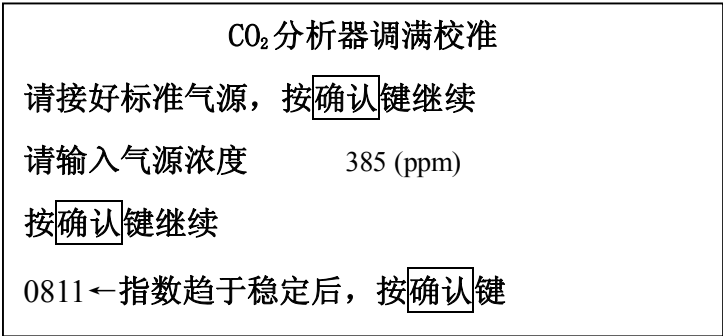 CO₂分析器调满校准
请接好标准气源，按确认键继续
请输入气源浓度 385 (ppm)
按确认键继续
0811←指数趋于稳定后，按确认键